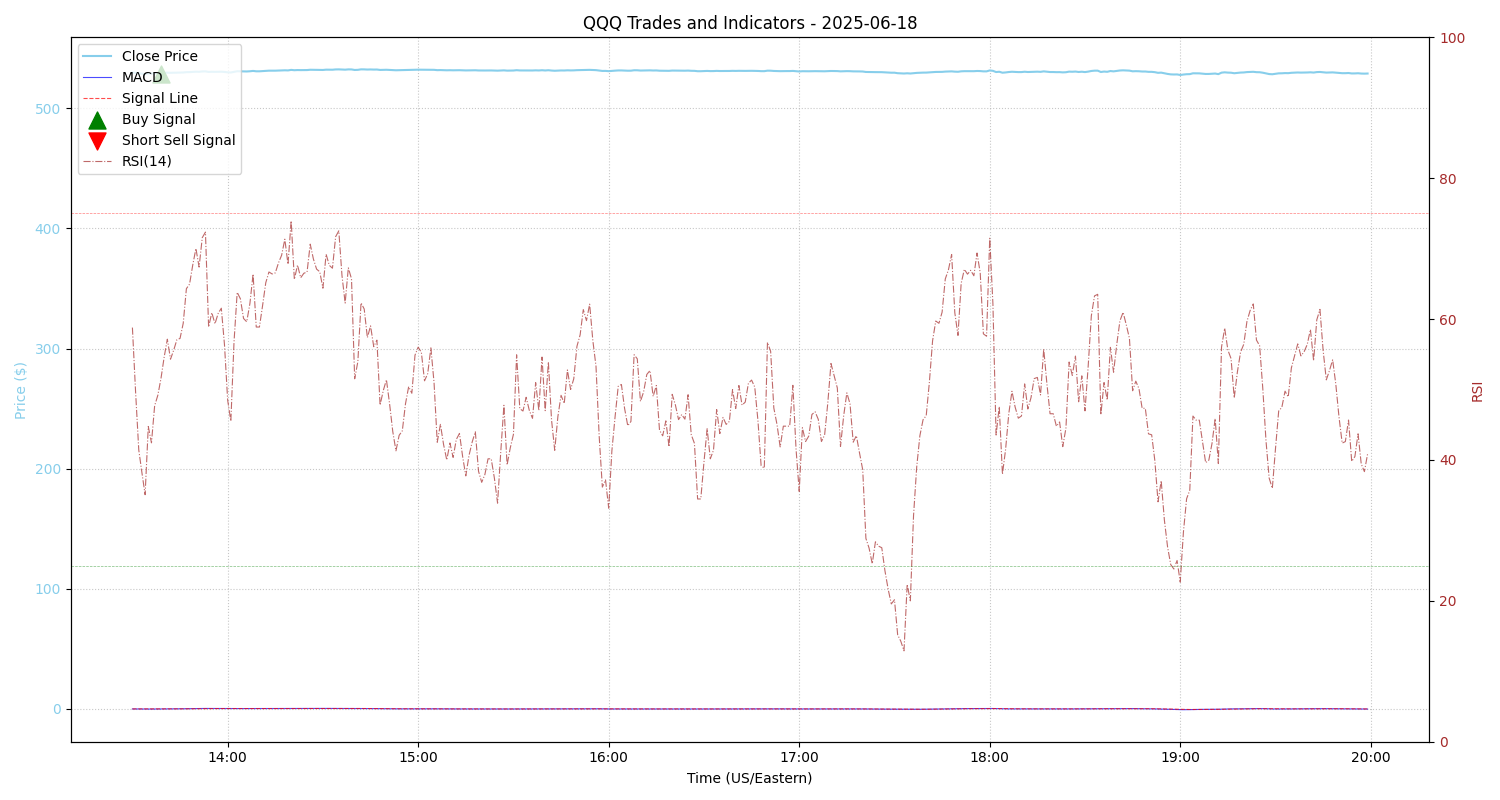 QQQ Trades and Indicators - 2025-06-18
Close Price
MACD
Signal Line
Buy Signal
Short Sell Signal
RSI(14)
500
400
300
200
100
0
Price ($)
100
80
60
40
20
0
RSI
14:00 15:00 16:00 17:00 18:00 19:00 20:00
Time (US/Eastern)